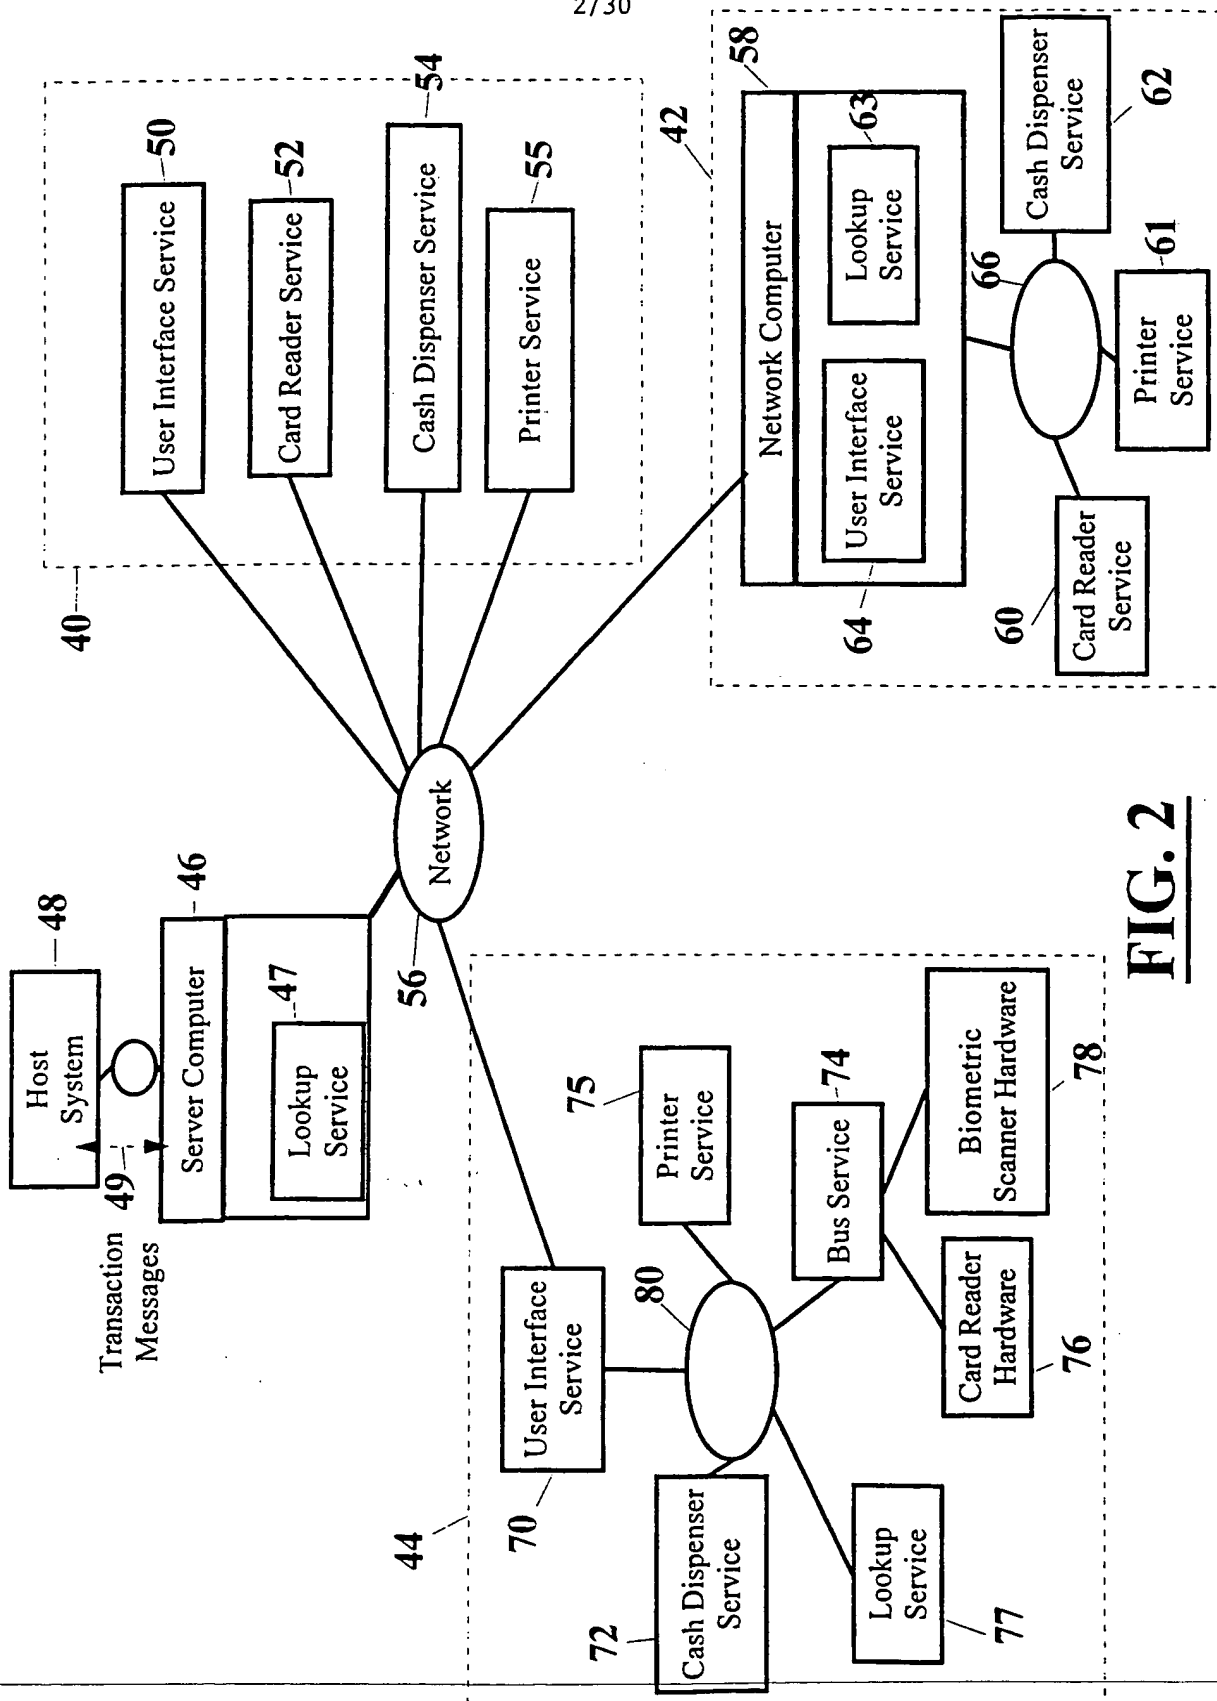 2/30
Host
System
48
49
Transaction
Messages
Server Computer
46
Lookup
Service
47
Network
56
40
User Interface Service
50
Card Reader Service
52
Cash Dispenser Service
54
Printer Service
55
42
Network Computer
58
User Interface
Service
64
Lookup
Service
63
66
Card Reader
Service
60
Printer
Service
61
Cash Dispenser
Service
62
44
User Interface
Service
70
80
Cash Dispenser
Service
72
Printer
Service
75
Bus Service
74
Lookup
Service
77
Card Reader
Hardware
76
Biometric
Scanner Hardware
78
FIG. 2